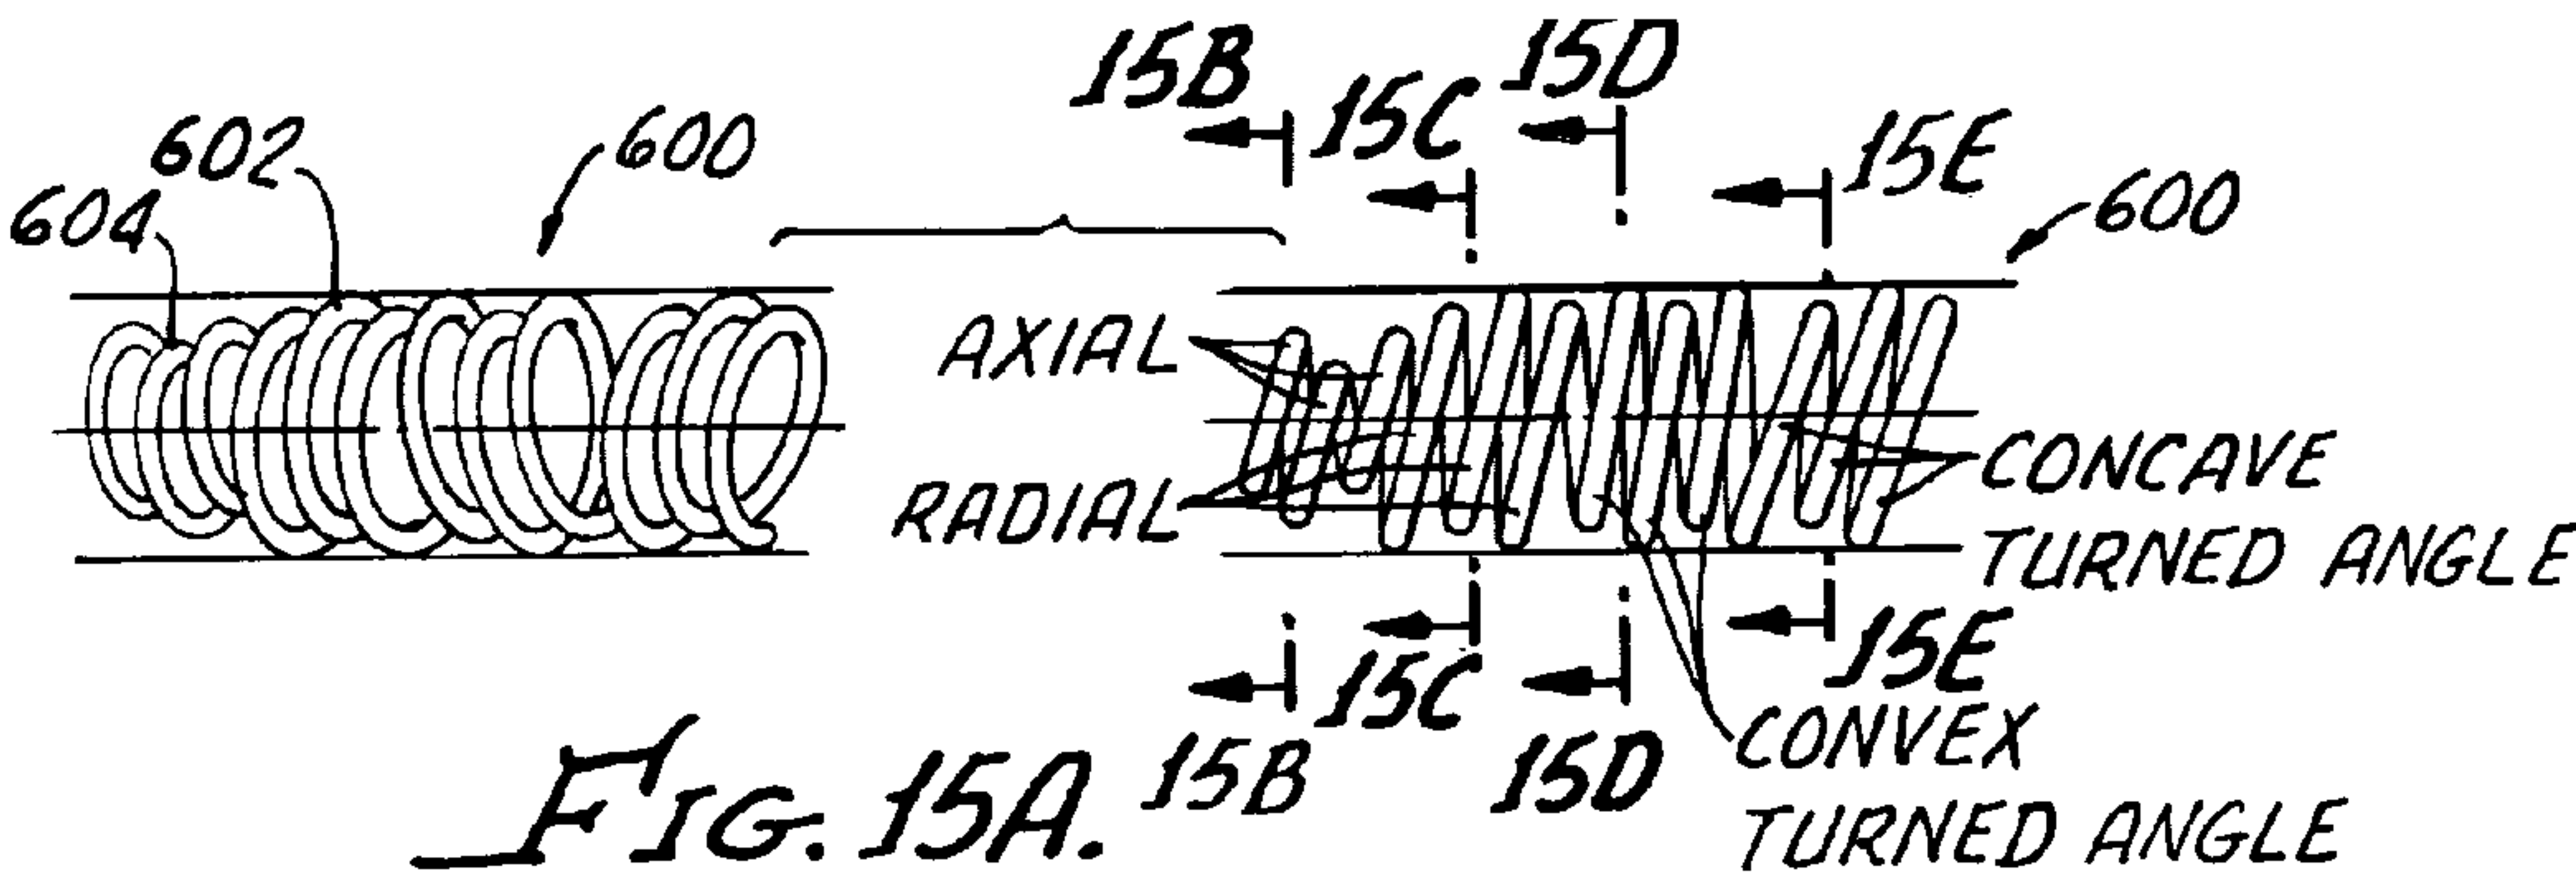 15B
15C
15D
15E
602
600
604
600
AXIAL
RADIAL
CONCAVE
TURNED ANGLE
15B
15C
15D
15E
CONVEX
TURNED ANGLE
FIG. 15A.